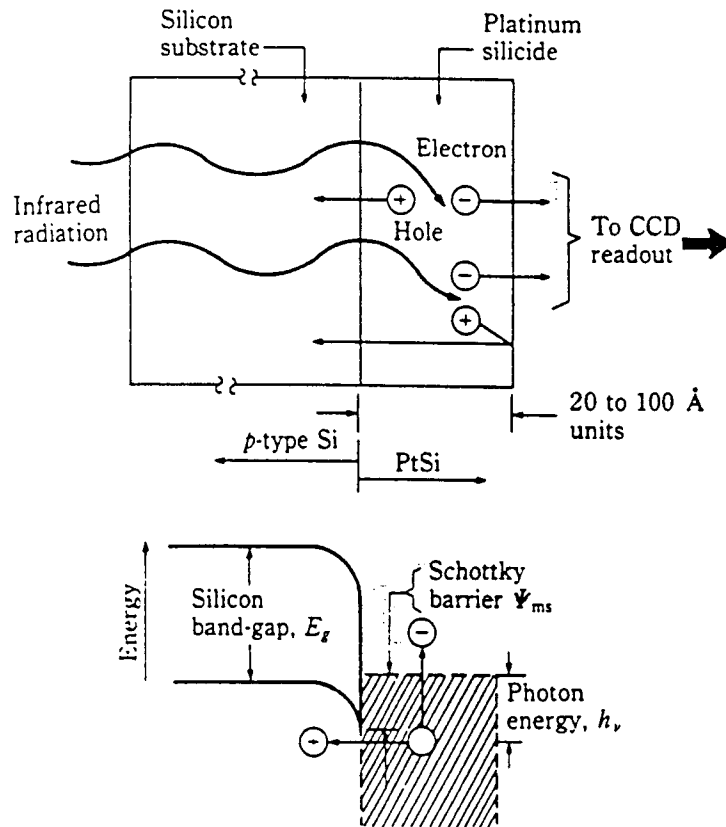 Silicon
substrate
Platinum
silicide
Electron
+
−
Infrared
radiation
Hole
To CCD
readout
−
+
20 to 100 Å
units
p-type Si
PtSi
Energy
Silicon
band-gap, E_g
Schottky
barrier Ψ_ms
−
Photon
energy, h_ν
+